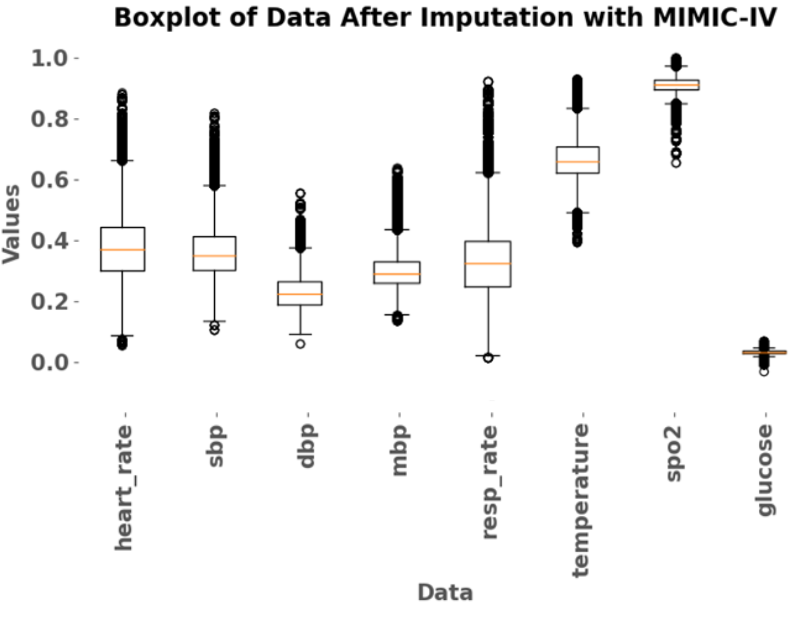 Boxplot of Data After Imputation with MIMIC-IV
Values
1.0
0.8
0.6
0.4
0.2
0.0
heart_rate
sbp
dbp
mbp
resp_rate
temperature
spo2
glucose
Data